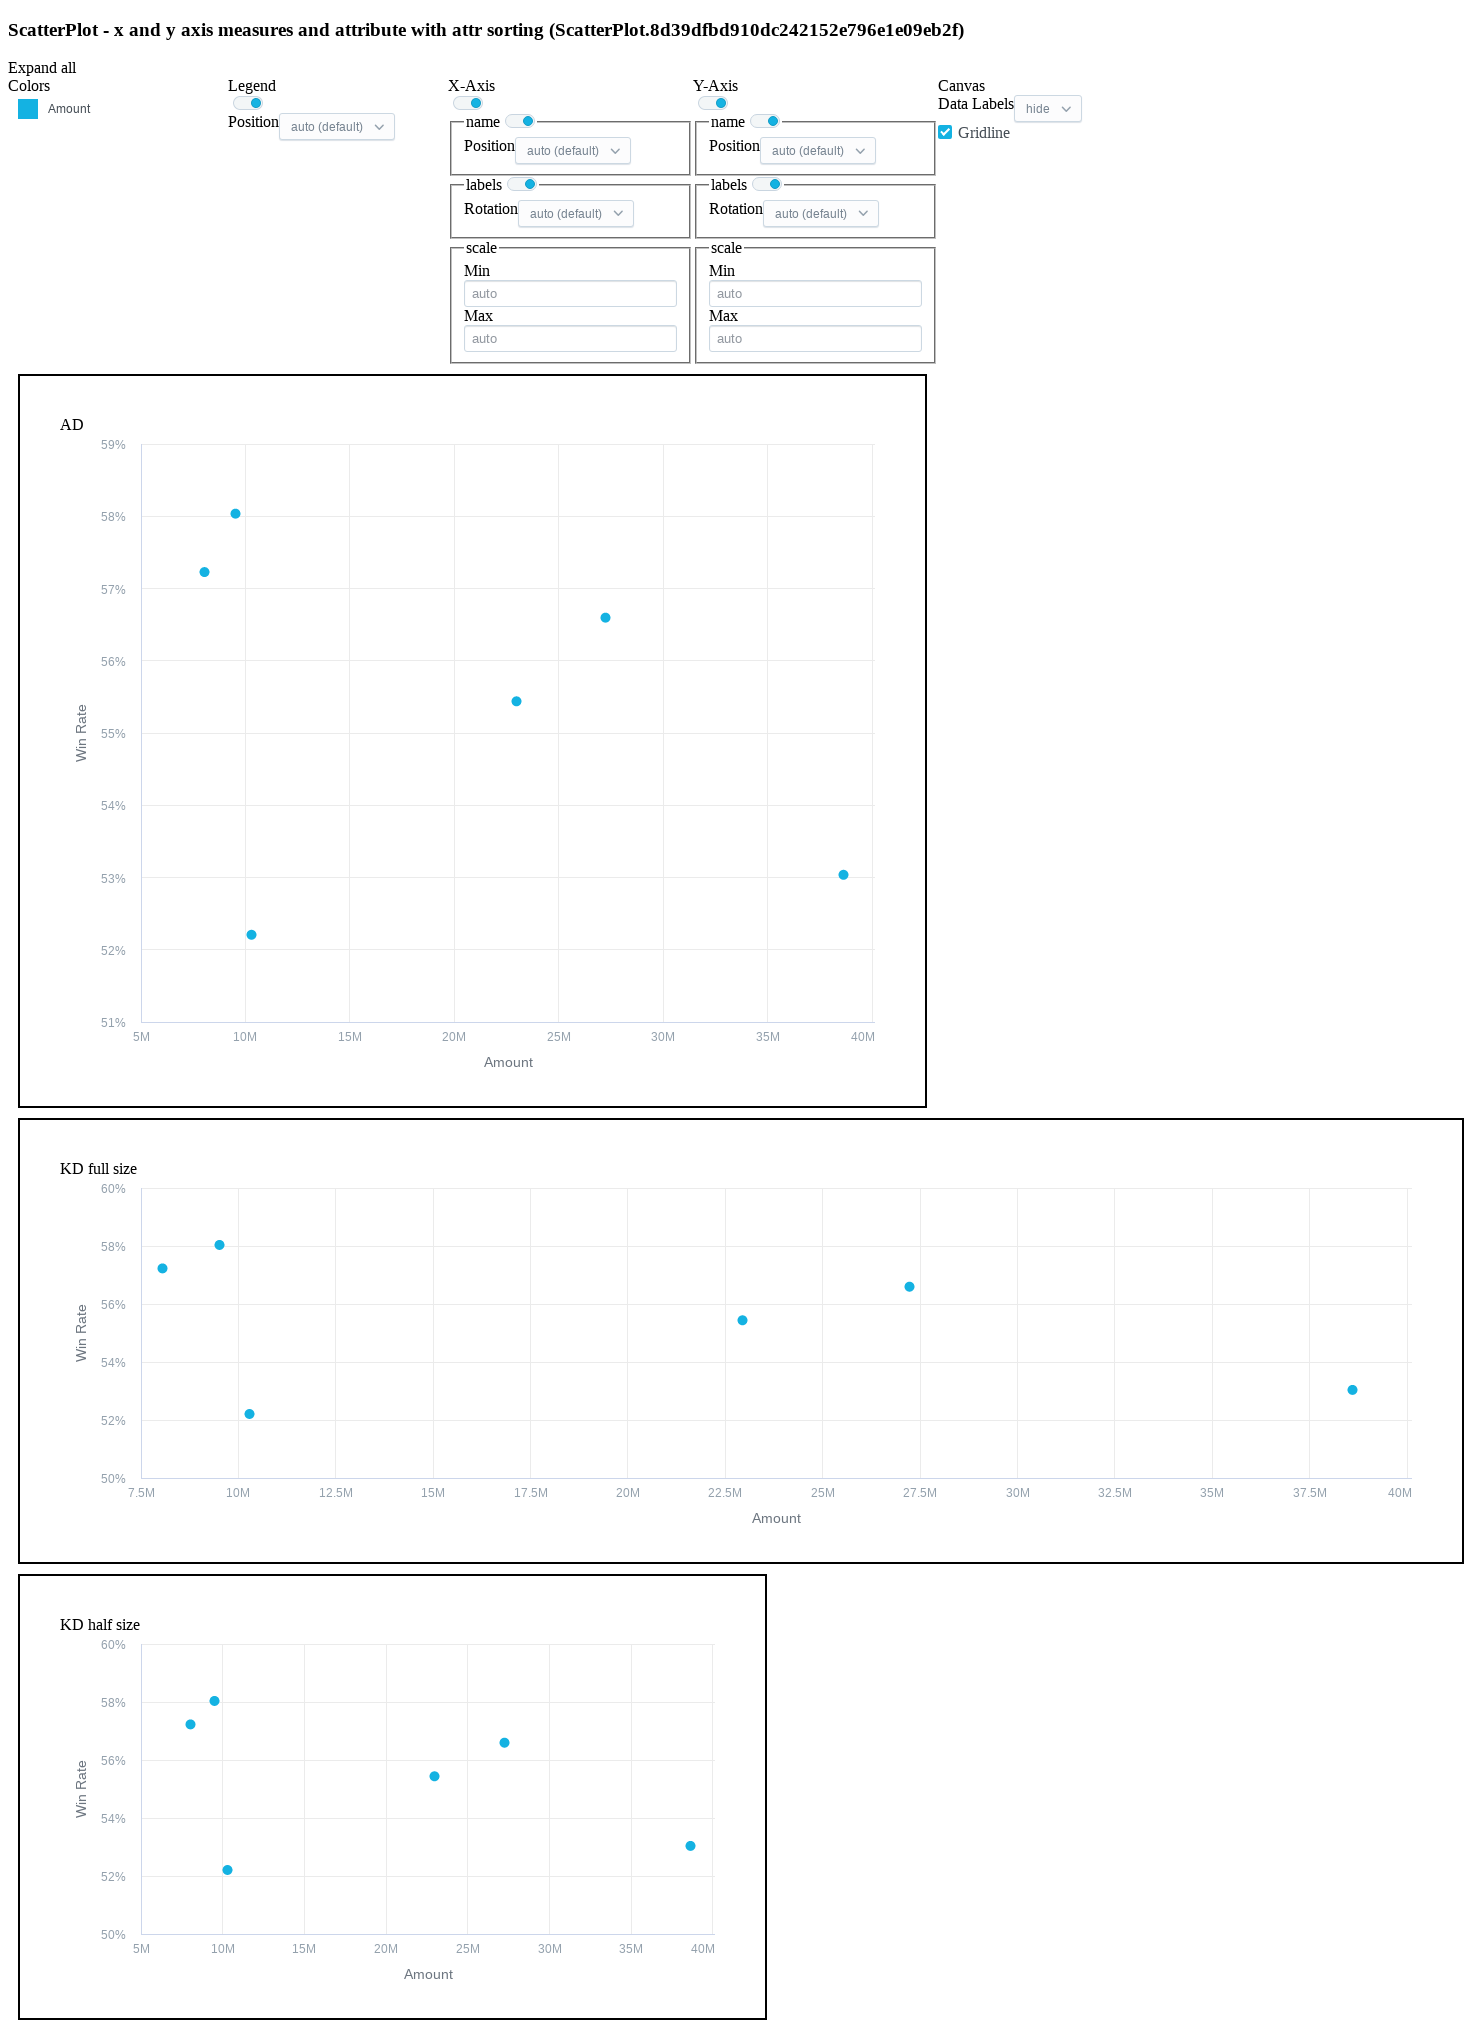 ScatterPlot - x and y axis measures and attribute with attr sorting (ScatterPlot.8d39dfbd910dc242152e796e1e09eb2f)
Expand all
Colors
Amount
Legend
Position auto (default)
X-Axis
name
Position auto (default)
labels
Rotation auto (default)
scale
Min
auto
Max
auto
Y-Axis
name
Position auto (default)
labels
Rotation auto (default)
scale
Min
auto
Max
auto
Canvas
Data Labels hide
Gridline
AD
59%
58%
57%
56%
55%
54%
53%
52%
51%
Win Rate
5M 10M 15M 20M 25M 30M 35M 40M
Amount
KD full size
60%
58%
56%
54%
52%
50%
Win Rate
7.5M 10M 12.5M 15M 17.5M 20M 22.5M 25M 27.5M 30M 32.5M 35M 37.5M 40M
Amount
KD half size
60%
58%
56%
54%
52%
50%
Win Rate
5M 10M 15M 20M 25M 30M 35M 40M
Amount